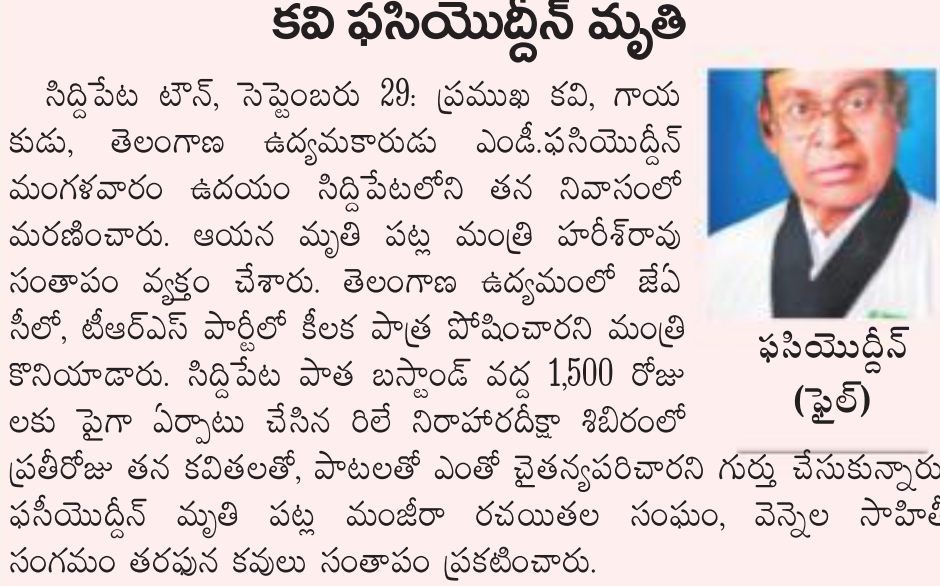 కవి ఫసియొద్దీన్ మృతి
సిద్దిపేట టౌన్, సెప్టెంబరు 29: ప్రముఖ కవి, గాయ
కుడు, తెలంగాణ ఉద్యమకారుడు ఎండీ.ఫసియొద్దీన్
మంగళవారం ఉదయం సిద్దిపేటలోని తన నివాసంలో
మరణించారు. ఆయన మృతి పట్ల మంత్రి హరీశ్‌రావు
సంతాపం వ్యక్తం చేశారు. తెలంగాణ ఉద్యమంలో జేఏ
సీలో, టీఆర్‌ఎస్ పార్టీలో కీలక పాత్ర పోషించారని మంత్రి
కొనియాడారు. సిద్దిపేట పాత బస్టాండ్ వద్ద 1,500 రోజు
లకు పైగా ఏర్పాటు చేసిన రిలే నిరాహారదీక్షా శిబిరంలో
ప్రతీరోజు తన కవితలతో, పాటలతో ఎంతో చైతన్యపరిచారని గుర్తు చేసుకున్నారు
ఫసీయొద్దీన్ మృతి పట్ల మంజీరా రచయితల సంఘం, వెన్నెల సాహితీ
సంగమం తరఫున కవులు సంతాపం ప్రకటించారు.
ఫసియొద్దీన్
(ఫైల్)